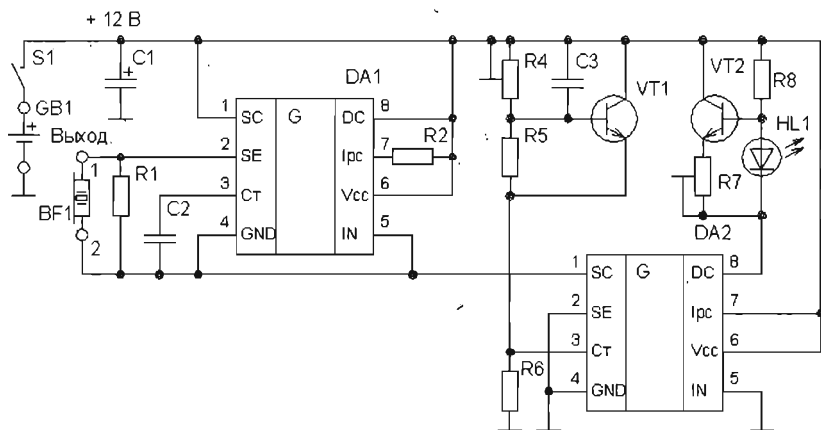 + 12 В
S1
C1
+
GB1
+
Выход
1
BF1
2
R1
C2
DA1
1 SC G DC 8
2 SE Ipc 7
3 Ст Vcc 6
4 GND IN 5
R2
R4
C3
R5
VT1
VT2
R8
HL1
R7
DA2
1 SC G DC 8
2 SE Ipc 7
3 Ст Vcc 6
4 GND IN 5
R6